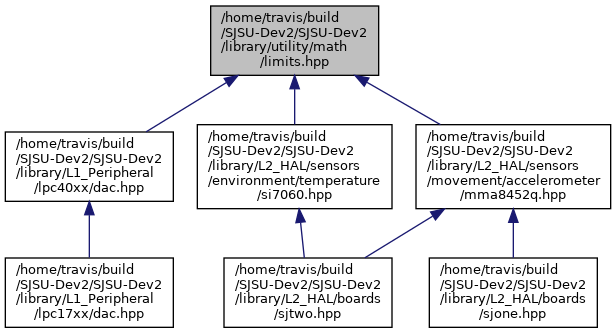 /home/travis/build
/SJSU-Dev2/SJSU-Dev2
/library/utility/math
/limits.hpp
/home/travis/build
/SJSU-Dev2/SJSU-Dev2
/library/L1_Peripheral
/lpc40xx/dac.hpp
/home/travis/build
/SJSU-Dev2/SJSU-Dev2
/library/L2_HAL/sensors
/environment/temperature
/si7060.hpp
/home/travis/build
/SJSU-Dev2/SJSU-Dev2
/library/L2_HAL/sensors
/movement/accelerometer
/mma8452q.hpp
/home/travis/build
/SJSU-Dev2/SJSU-Dev2
/library/L1_Peripheral
/lpc17xx/dac.hpp
/home/travis/build
/SJSU-Dev2/SJSU-Dev2
/library/L2_HAL/boards
/sjtwo.hpp
/home/travis/build
/SJSU-Dev2/SJSU-Dev2
/library/L2_HAL/boards
/sjone.hpp